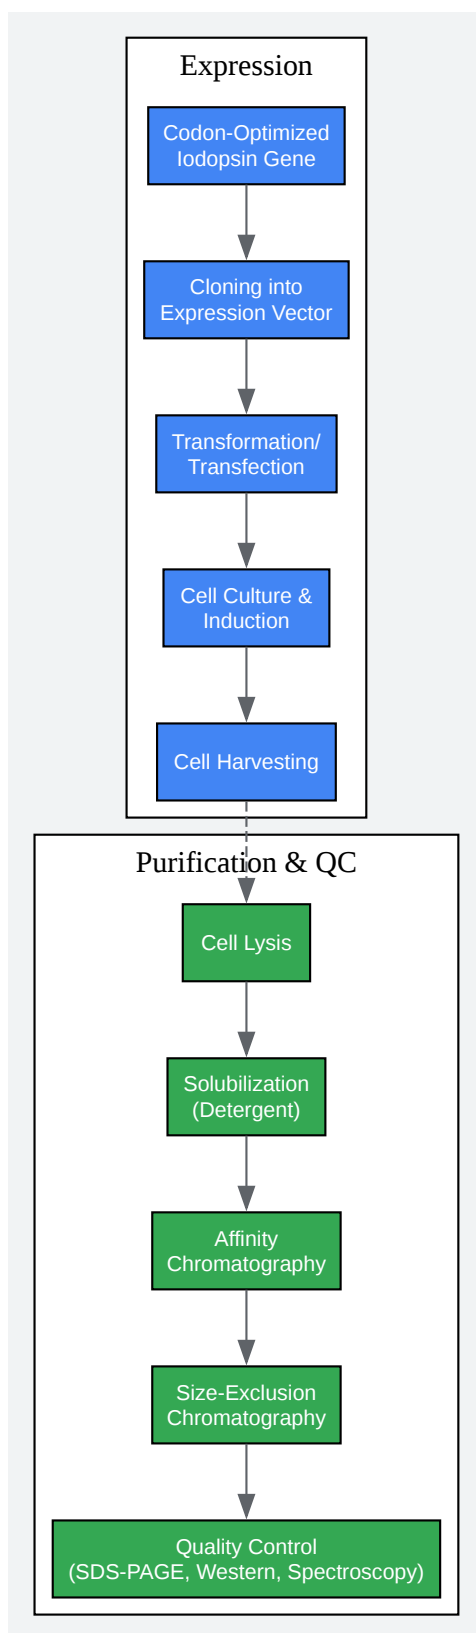 Expression
Codon-Optimized
Iodopsin Gene
Cloning into
Expression Vector
Transformation/
Transfection
Cell Culture &
Induction
Cell Harvesting
Purification & QC
Cell Lysis
Solubilization
(Detergent)
Affinity
Chromatography
Size-Exclusion
Chromatography
Quality Control
(SDS-PAGE, Western, Spectroscopy)